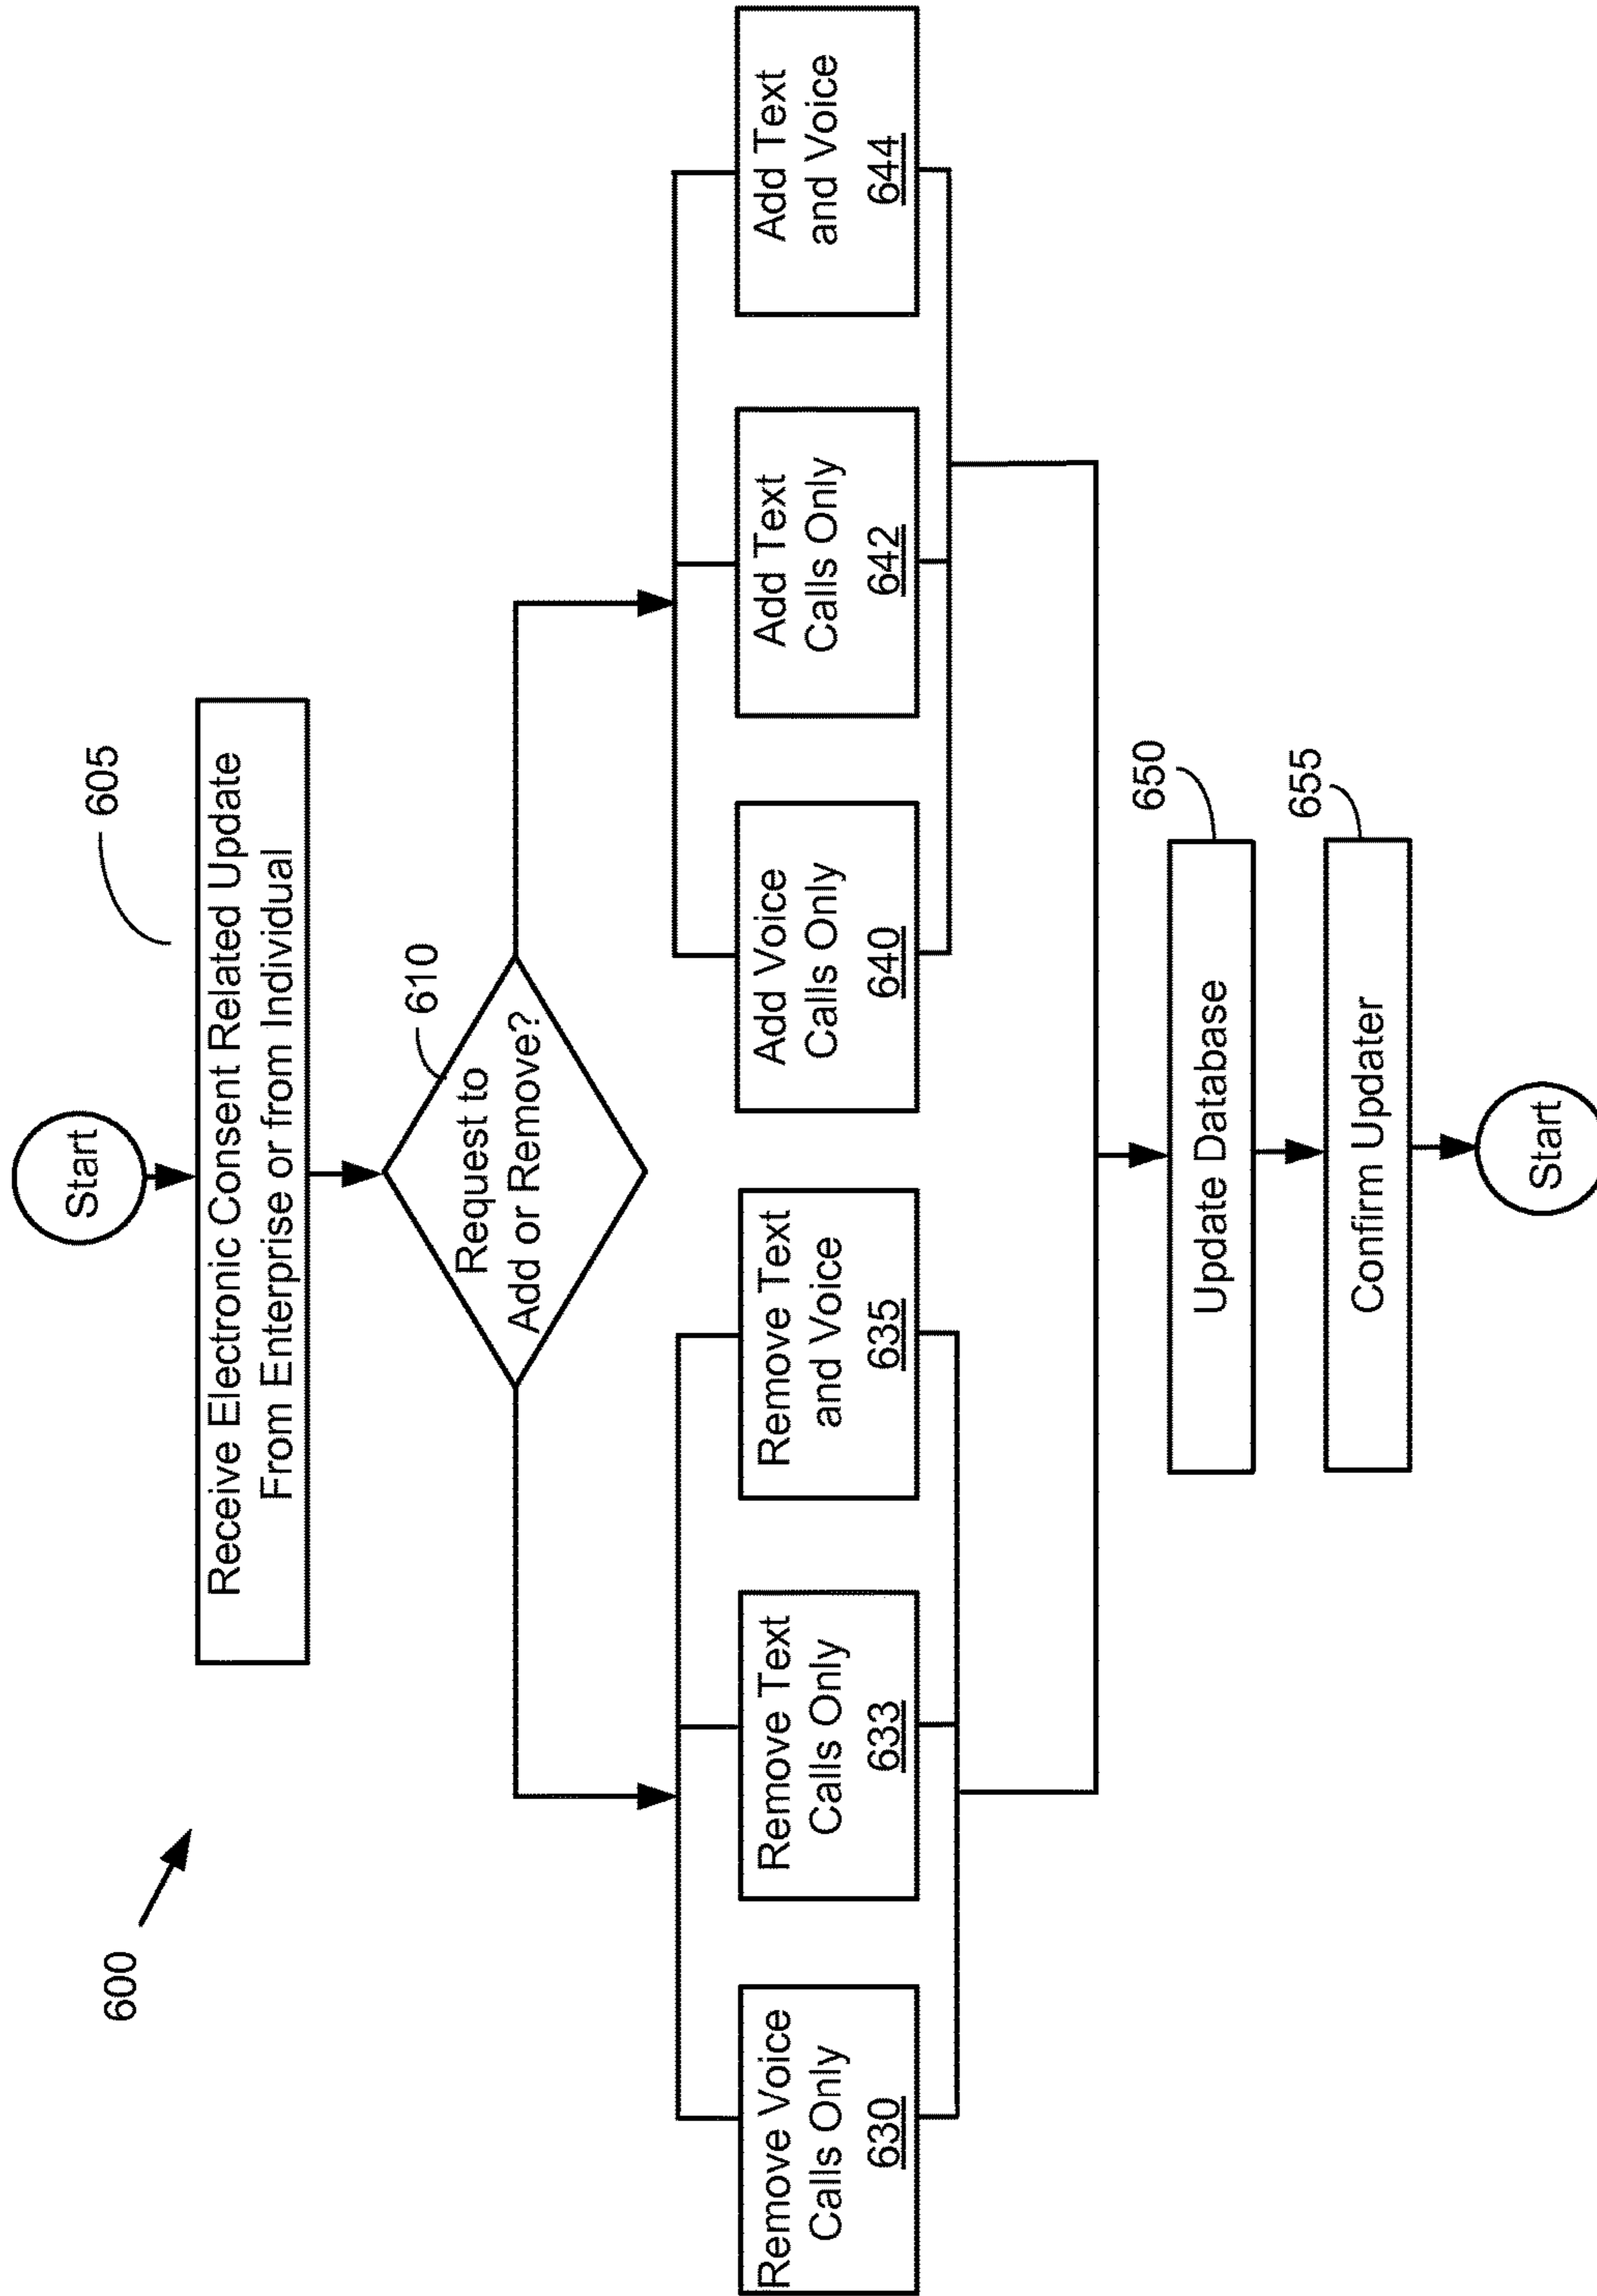 600
Start
605
Receive Electronic Consent Related Update
From Enterprise or from Individual
610
Request to
Add or Remove?
Remove Voice
Calls Only
630
Remove Text
Calls Only
633
Remove Text
and Voice
635
Add Voice
Calls Only
640
Add Text
Calls Only
642
Add Text
and Voice
644
650
Update Database
655
Confirm Updater
Start